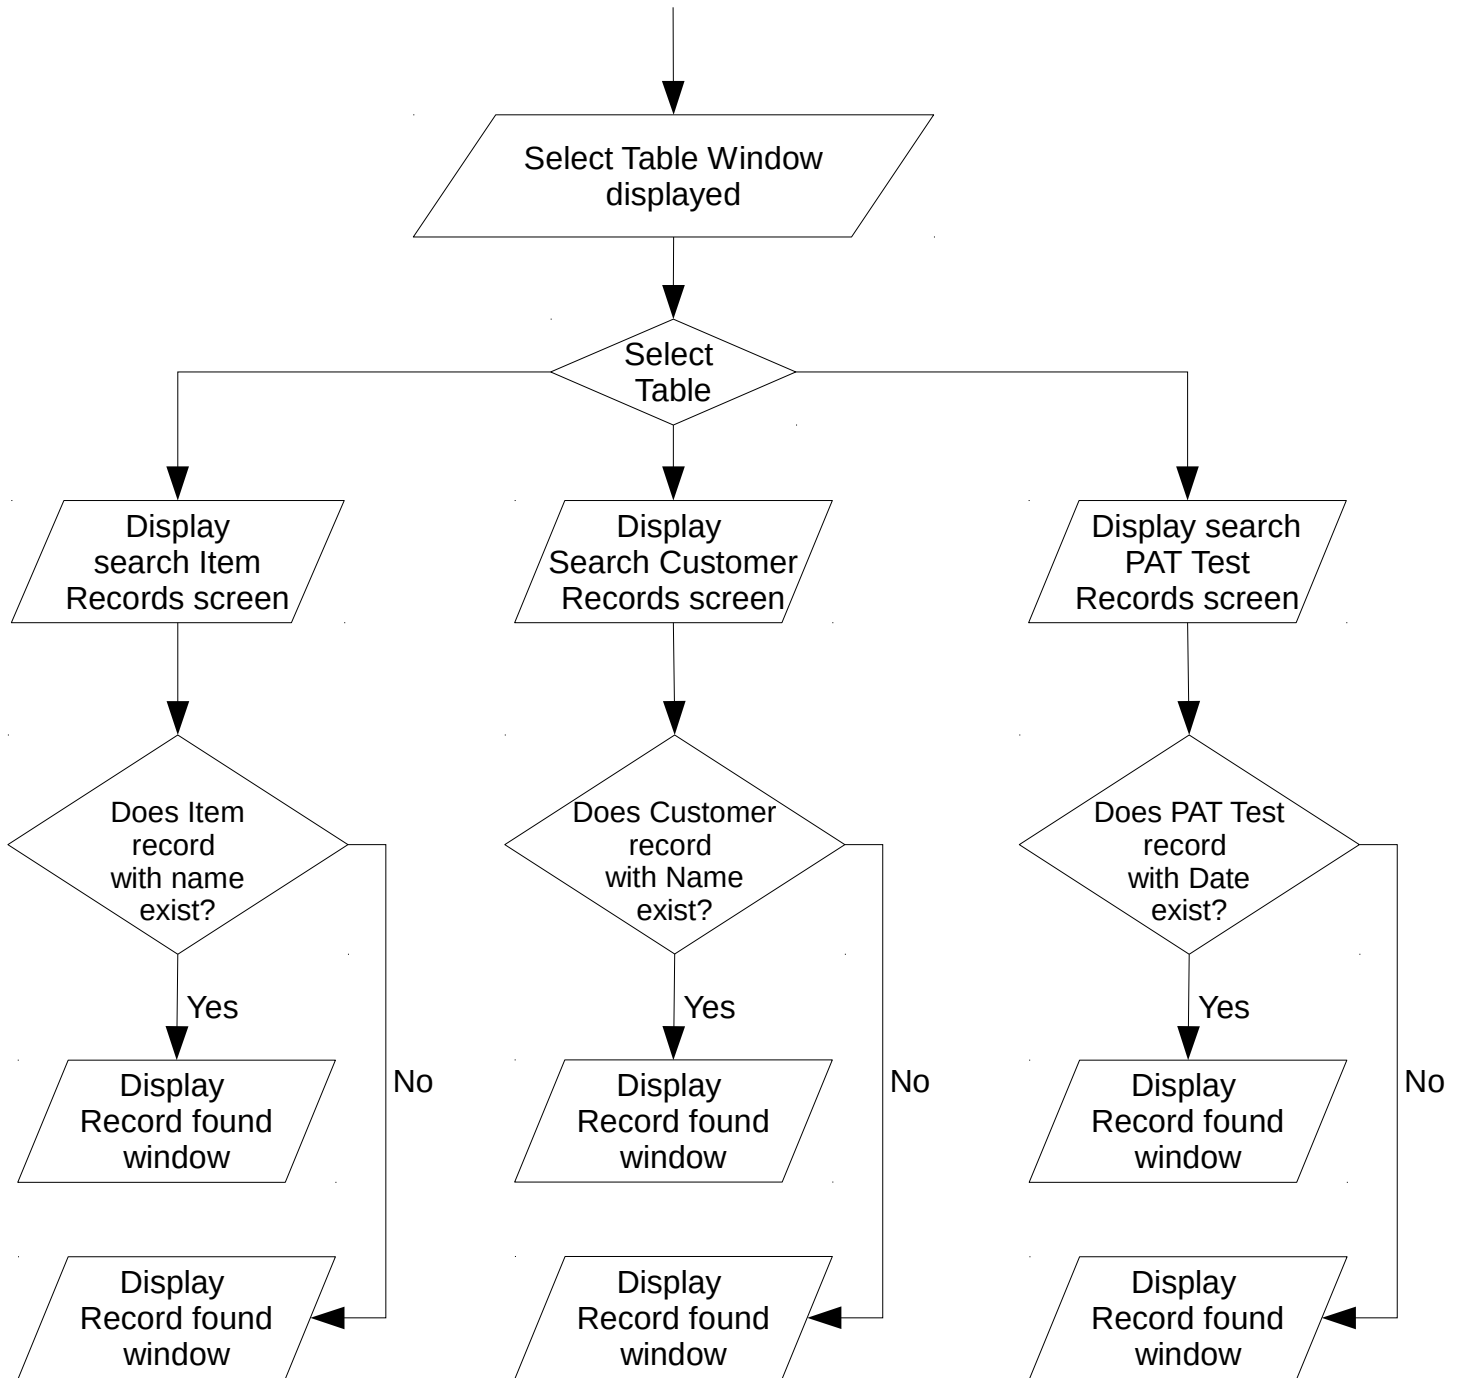 Select Table Window
displayed
Select
Table
Display
search Item
Records screen
Display
Search Customer
Records screen
Display search
PAT Test
Records screen
Does Item
record
with name
exist?
Does Customer
record
with Name
exist?
Does PAT Test
record
with Date
exist?
Yes
Yes
Yes
No
No
No
Display
Record found
window
Display
Record found
window
Display
Record found
window
Display
Record found
window
Display
Record found
window
Display
Record found
window